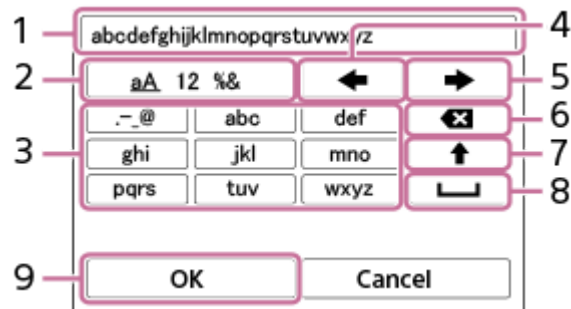 1 abcdefghijklmnopqrstuvwxyz 4
2 aA 12 %& 5
.-_@ abc def 6
3 ghi jkl mno 7
pqrs tuv wxyz 8
9 OK Cancel